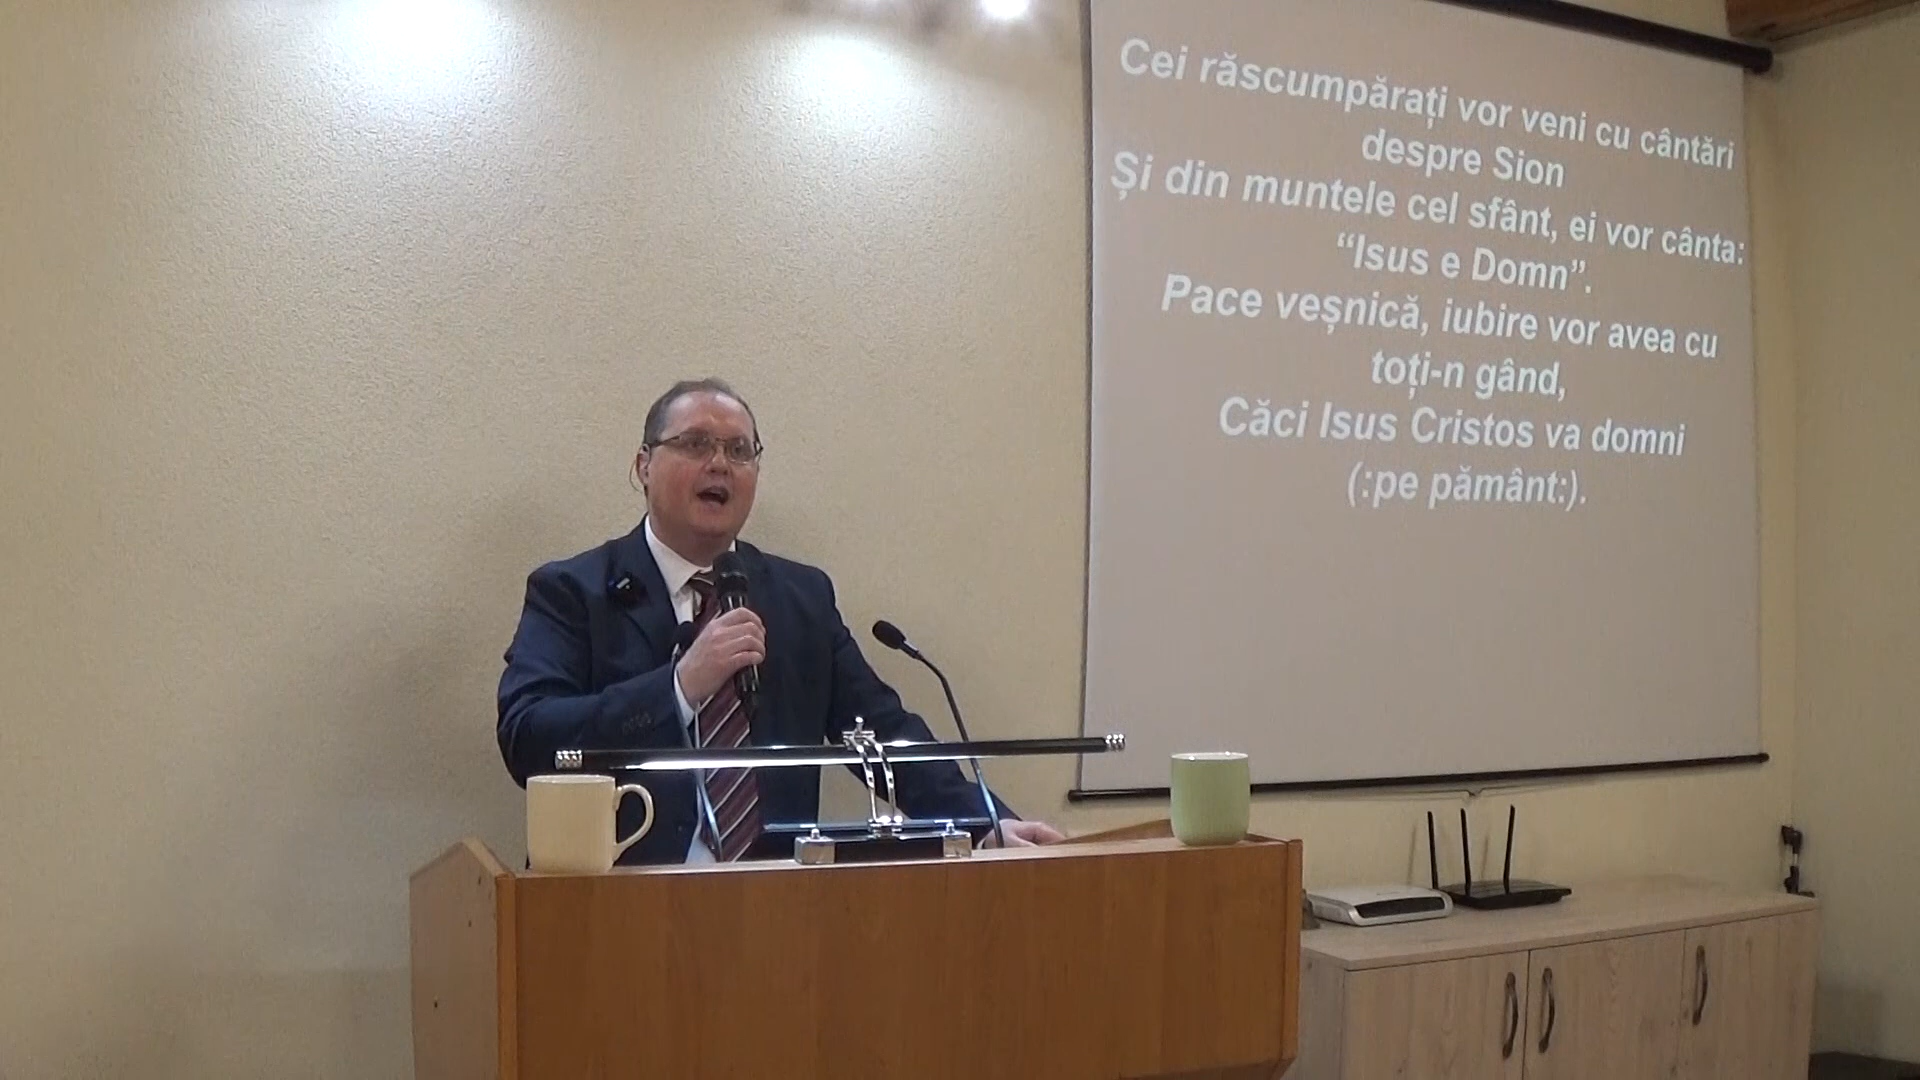 Cei răscumpărați vor veni cu cântări
despre Sion
Și din muntele cel sfânt, ei vor cânta:
“Isus e Domn”.
Pace veșnică, iubire vor avea cu
toți-n gând,
Căci Isus Cristos va domni
(:pe pământ:).